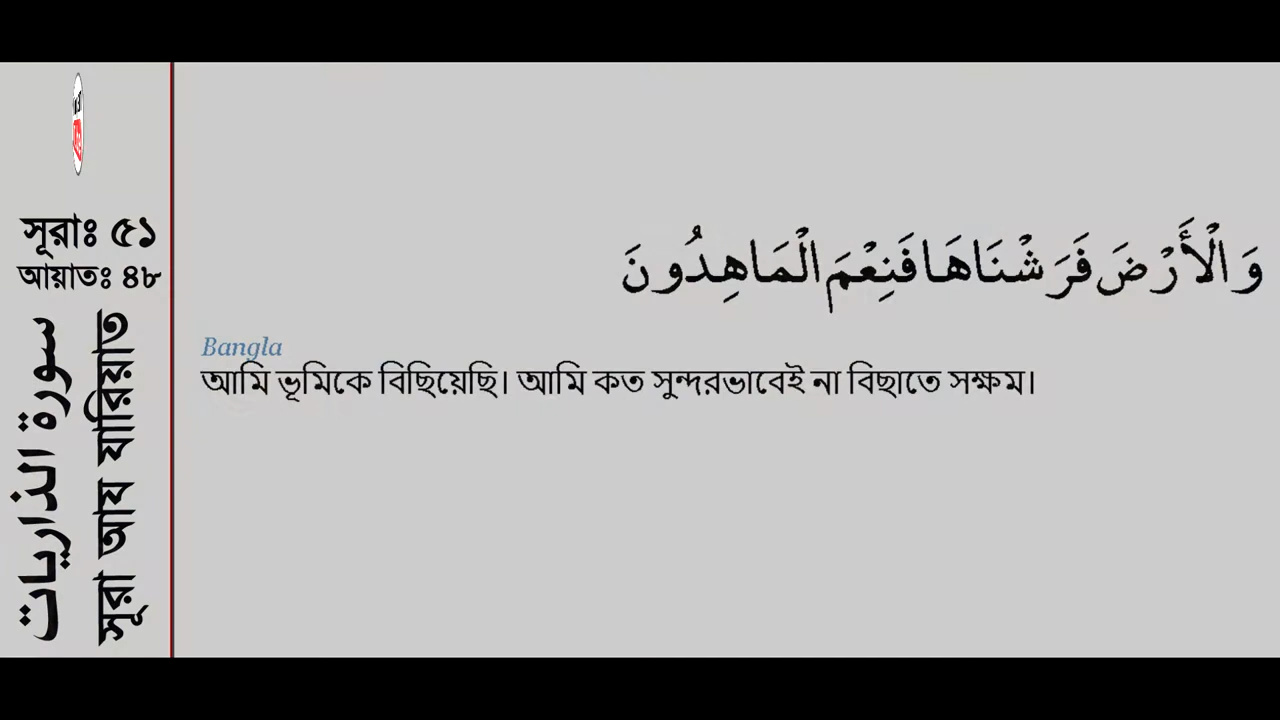 সূরাঃ ৫১
আয়াতঃ ৪৮
سورة الذاريات
সূরা আয যারিয়াত
وَالْأَرْضَ فَرَشْنَاهَا فَنِعْمَ الْمَاهِدُونَ
Bangla
আমি ভূমিকে বিছিয়েছি। আমি কত সুন্দরভাবেই না বিছাতে সক্ষম।